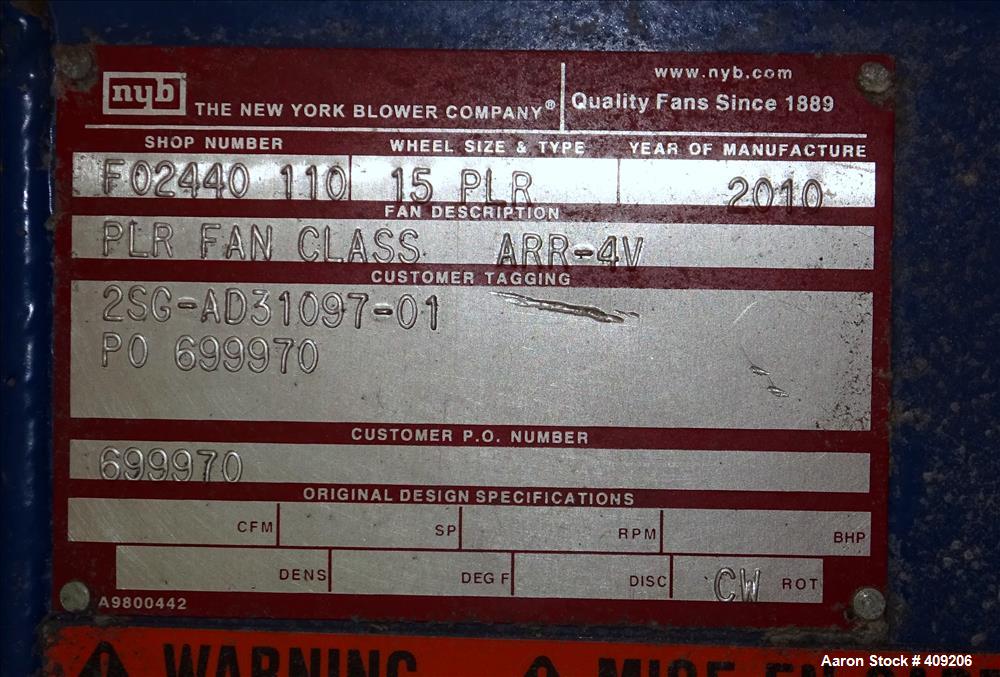 nyb THE NEW YORK BLOWER COMPANY®
www.nyb.com
Quality Fans Since 1889
SHOP NUMBER WHEEL SIZE & TYPE YEAR OF MANUFACTURE
F02440 110 15 PLR 2010
FAN DESCRIPTION
PLR FAN CLASS ARR-4V
CUSTOMER TAGGING
2SG-AD31097-01
PO 699970
CUSTOMER P.O. NUMBER
699970
ORIGINAL DESIGN SPECIFICATIONS
CFM SP RPM BHP
DENS DEG F DISC CW ROT
A9800442
WARNING MISE EN GARDE
Aaron Stock # 409206